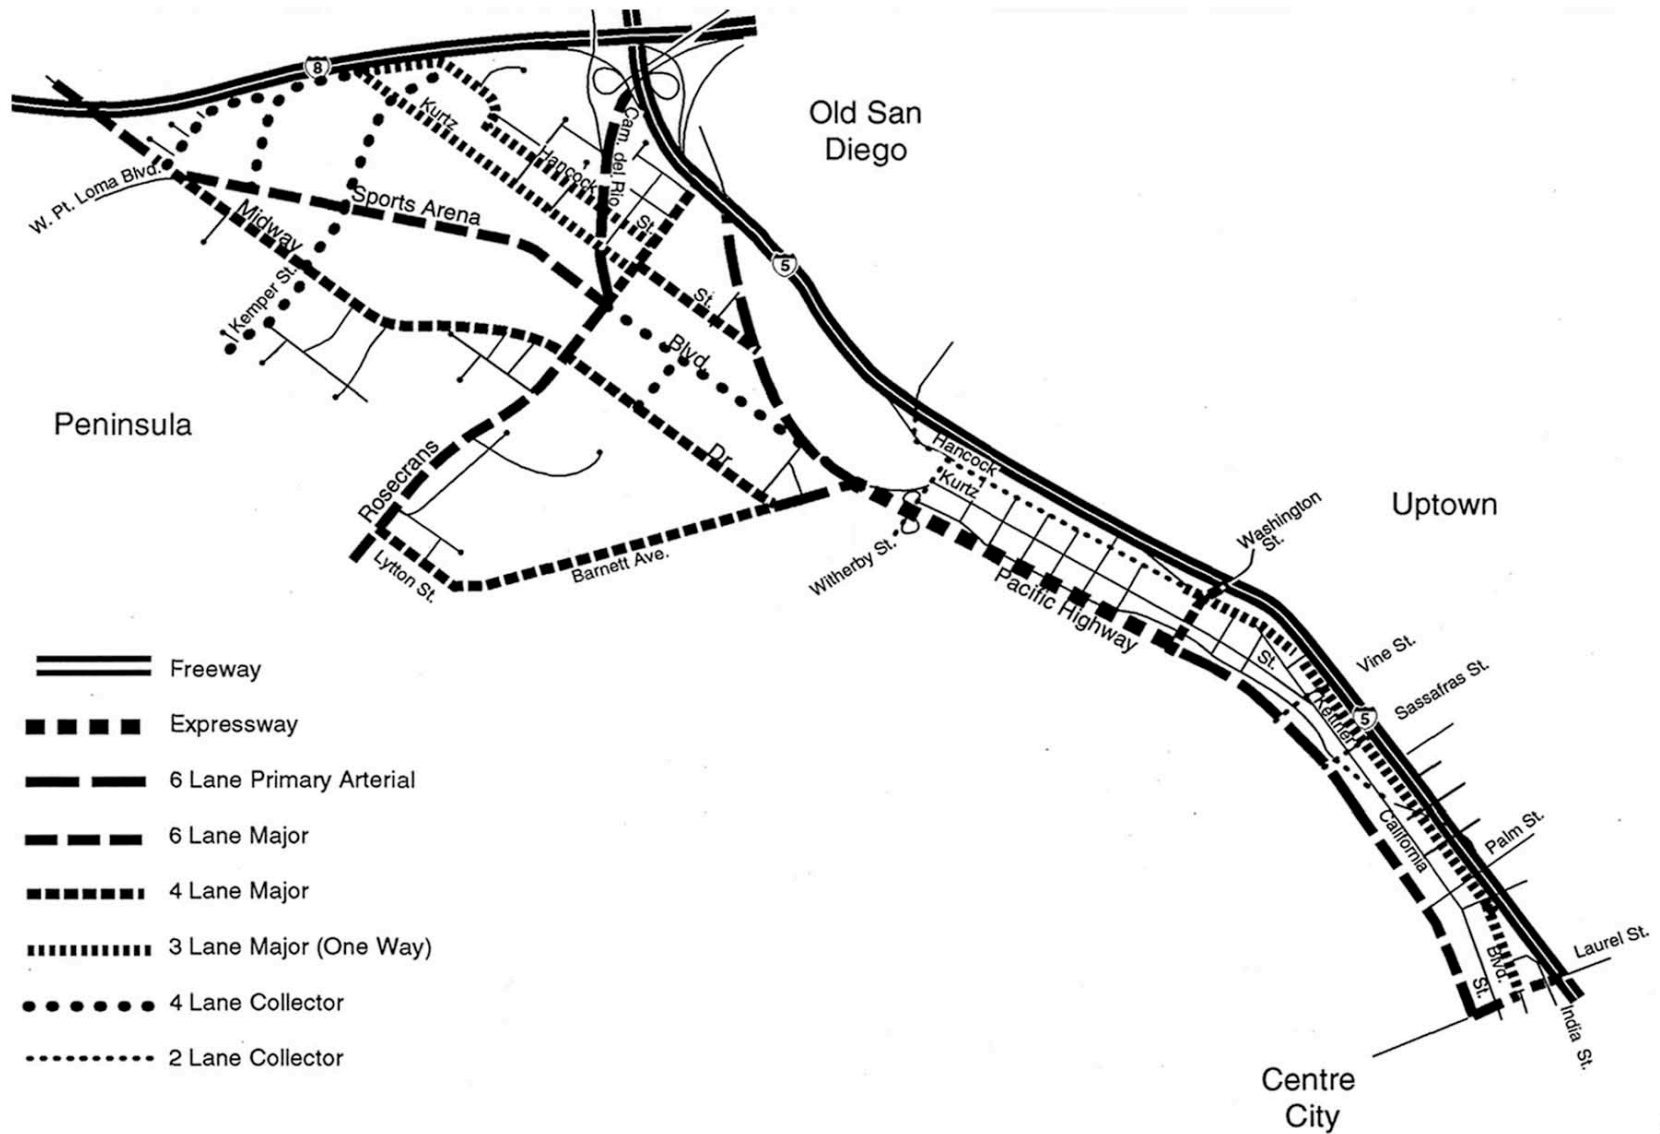 8
Old San
Diego
Kurtz
Cam. del Rio
Hancock
St.
W. Pt. Loma Blvd.
Sports Arena
Midway
5
Kemper St.
St.
Blvd.
Peninsula
Hancock
Dr.
Rosecrans
Kurtz
Uptown
Washington
St.
Witherby St.
Barnett Ave.
Lytton St.
Pacific Highway
St.
Vine St.
Sassafras St.
Kettner
5
California
Palm St.
Laurel St.
Blvd.
St.
India St.
Centre
City
Freeway
Expressway
6 Lane Primary Arterial
6 Lane Major
4 Lane Major
3 Lane Major (One Way)
4 Lane Collector
2 Lane Collector